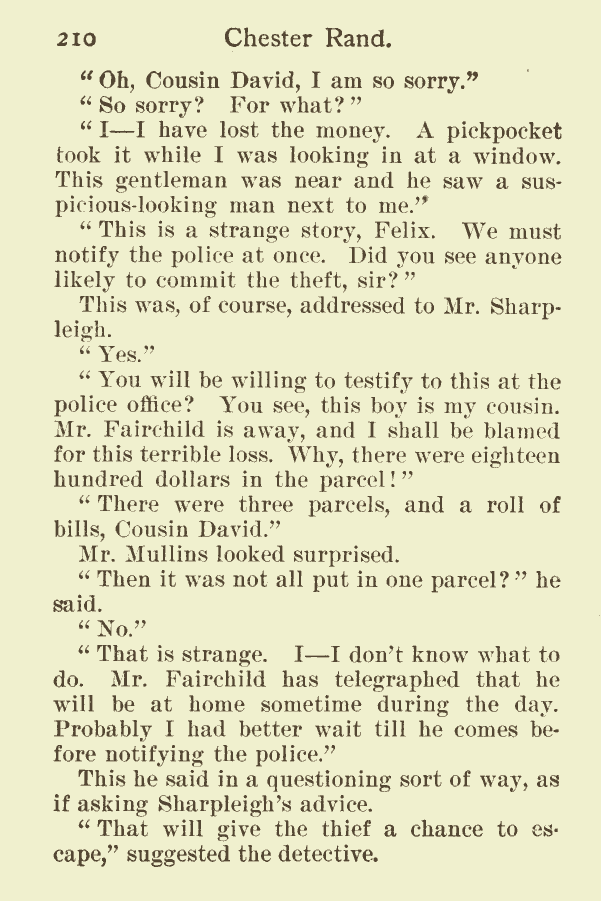 210 Chester Rand.
“Oh, Cousin David, I am so sorry.”
“So sorry? For what?”
“I—I have lost the money. A pickpocket
took it while I was looking in at a window.
This gentleman was near and he saw a sus-
picious-looking man next to me.”
“This is a strange story, Felix. We must
notify the police at once. Did you see anyone
likely to commit the theft, sir?”
This was, of course, addressed to Mr. Sharp-
leigh.
“Yes.”
“You will be willing to testify to this at the
police office? You see, this boy is my cousin.
Mr. Fairchild is away, and I shall be blamed
for this terrible loss. Why, there were eighteen
hundred dollars in the parcel!”
“There were three parcels, and a roll of
bills, Cousin David.”
Mr. Mullins looked surprised.
“Then it was not all put in one parcel?” he
said.
“No.”
“That is strange. I—I don’t know what to
do. Mr. Fairchild has telegraphed that he
will be at home sometime during the day.
Probably I had better wait till he comes be-
fore notifying the police.”
This he said in a questioning sort of way, as
if asking Sharpleigh’s advice.
“That will give the thief a chance to es-
cape,” suggested the detective.